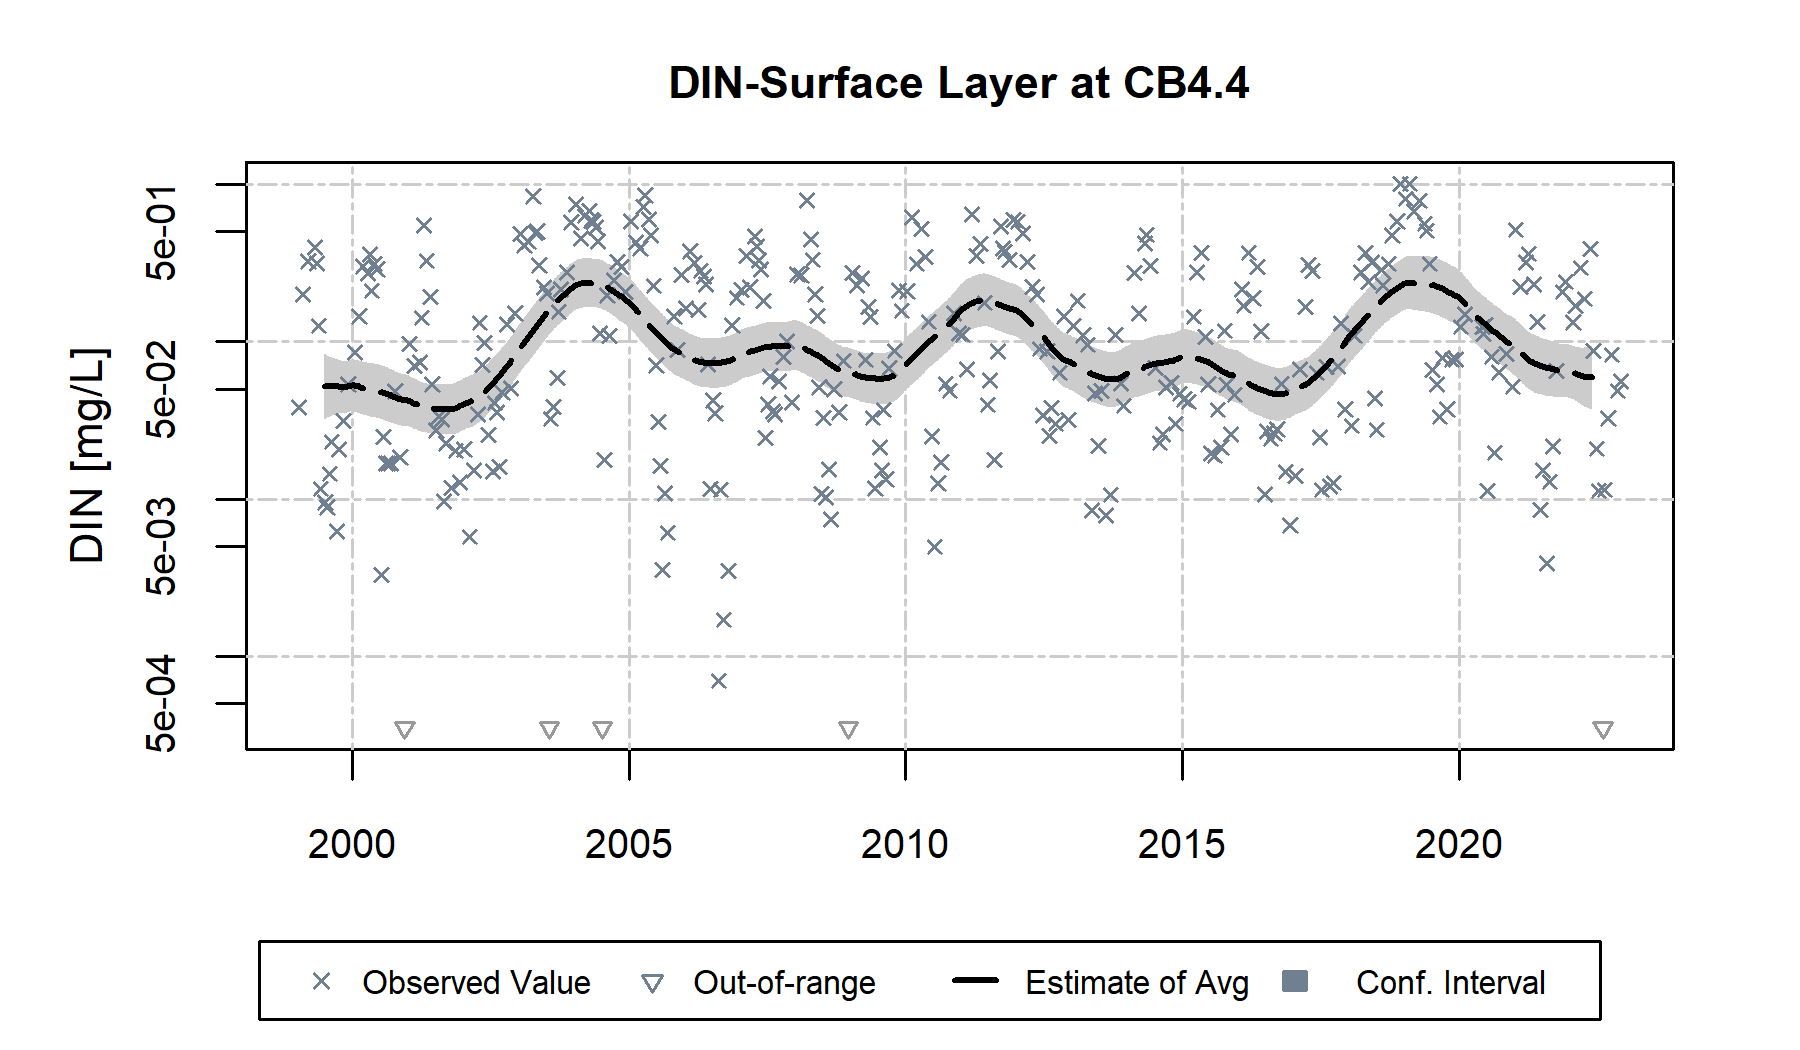 DIN-Surface Layer at CB4.4
DIN [mg/L]
5e-01
5e-02
5e-03
5e-04
2000 2005 2010 2015 2020
Observed Value Out-of-range Estimate of Avg Conf. Interval